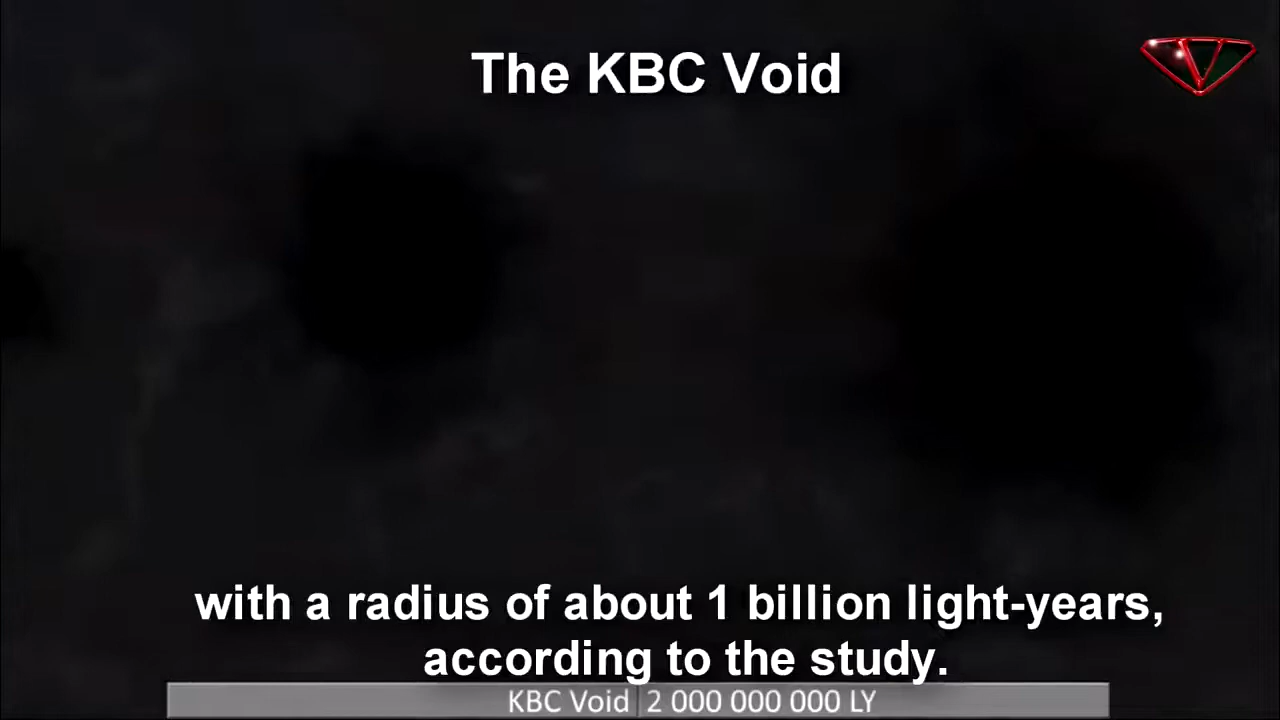 The KBC Void
with a radius of about 1 billion light-years,
according to the study.
KBC Void 2 000 000 000 LY